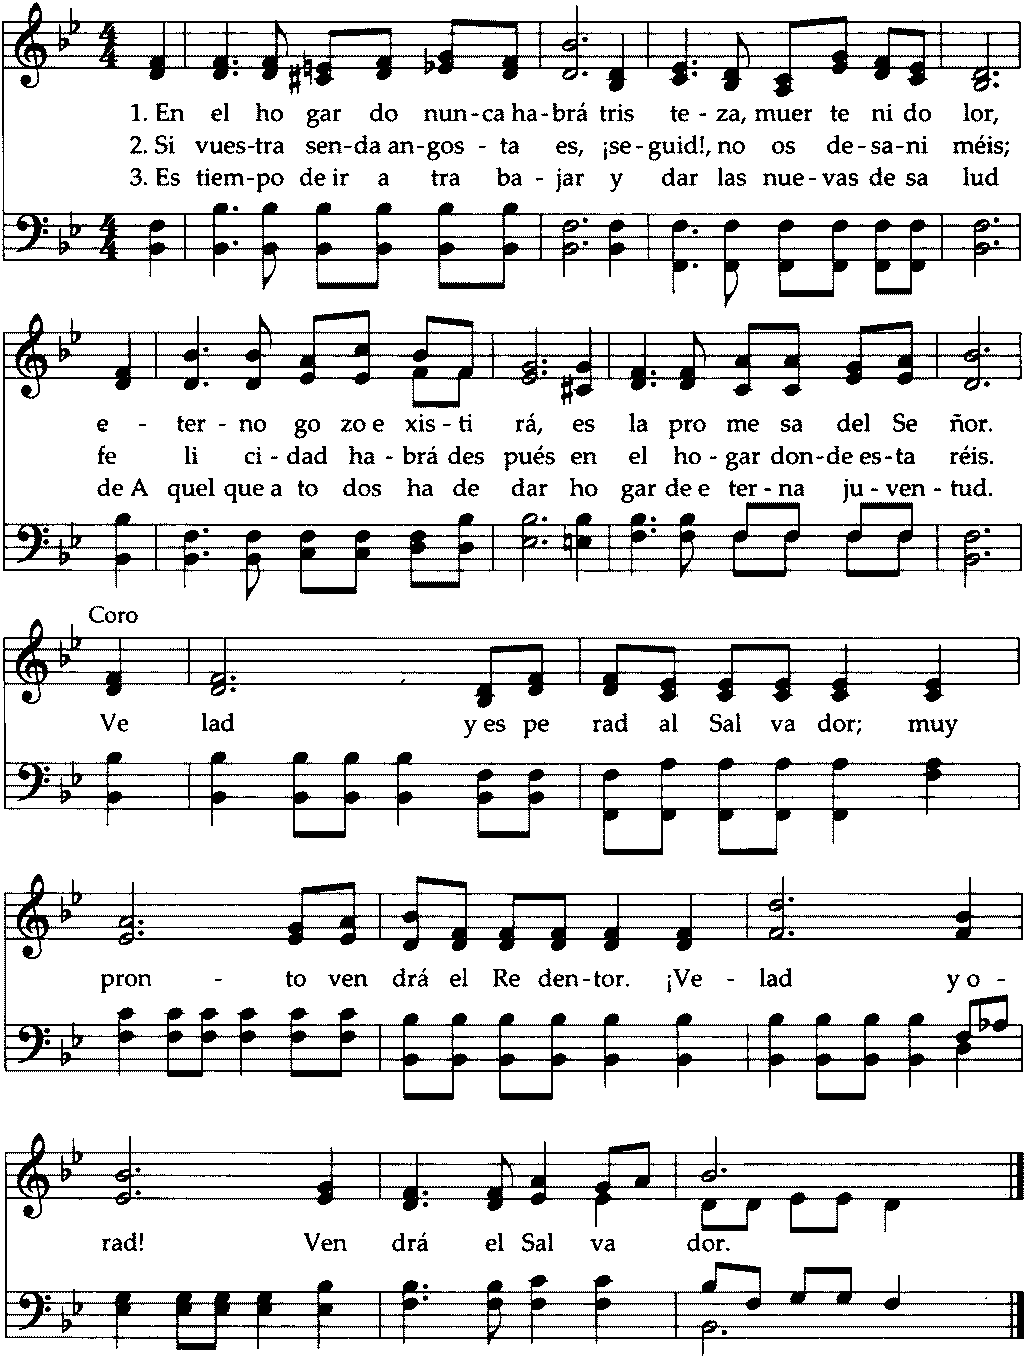 1. En el ho gar do nun-ca ha-brá tris te-za, muer te ni do lor,
2. Si vues-tra sen-da an-gos-ta es, ¡se-guid!, no os de-sa-ni méis;
3. Es tiem-po de ir a tra ba-jar y dar las nue-vas de sa lud
e-ter-no go zo e xis-ti rá, es la pro me sa del Se ñor.
fe li ci-dad ha-brá des pués en el ho-gar don-de es-ta réis.
de A quel que a to dos ha de dar ho gar de e ter-na ju-ven-tud.
Coro
Ve lad y es pe rad al Sal va dor; muy
pron-to ven drá el Re den-tor. ¡Ve-lad y o-
rad! Ven drá el Sal va dor.